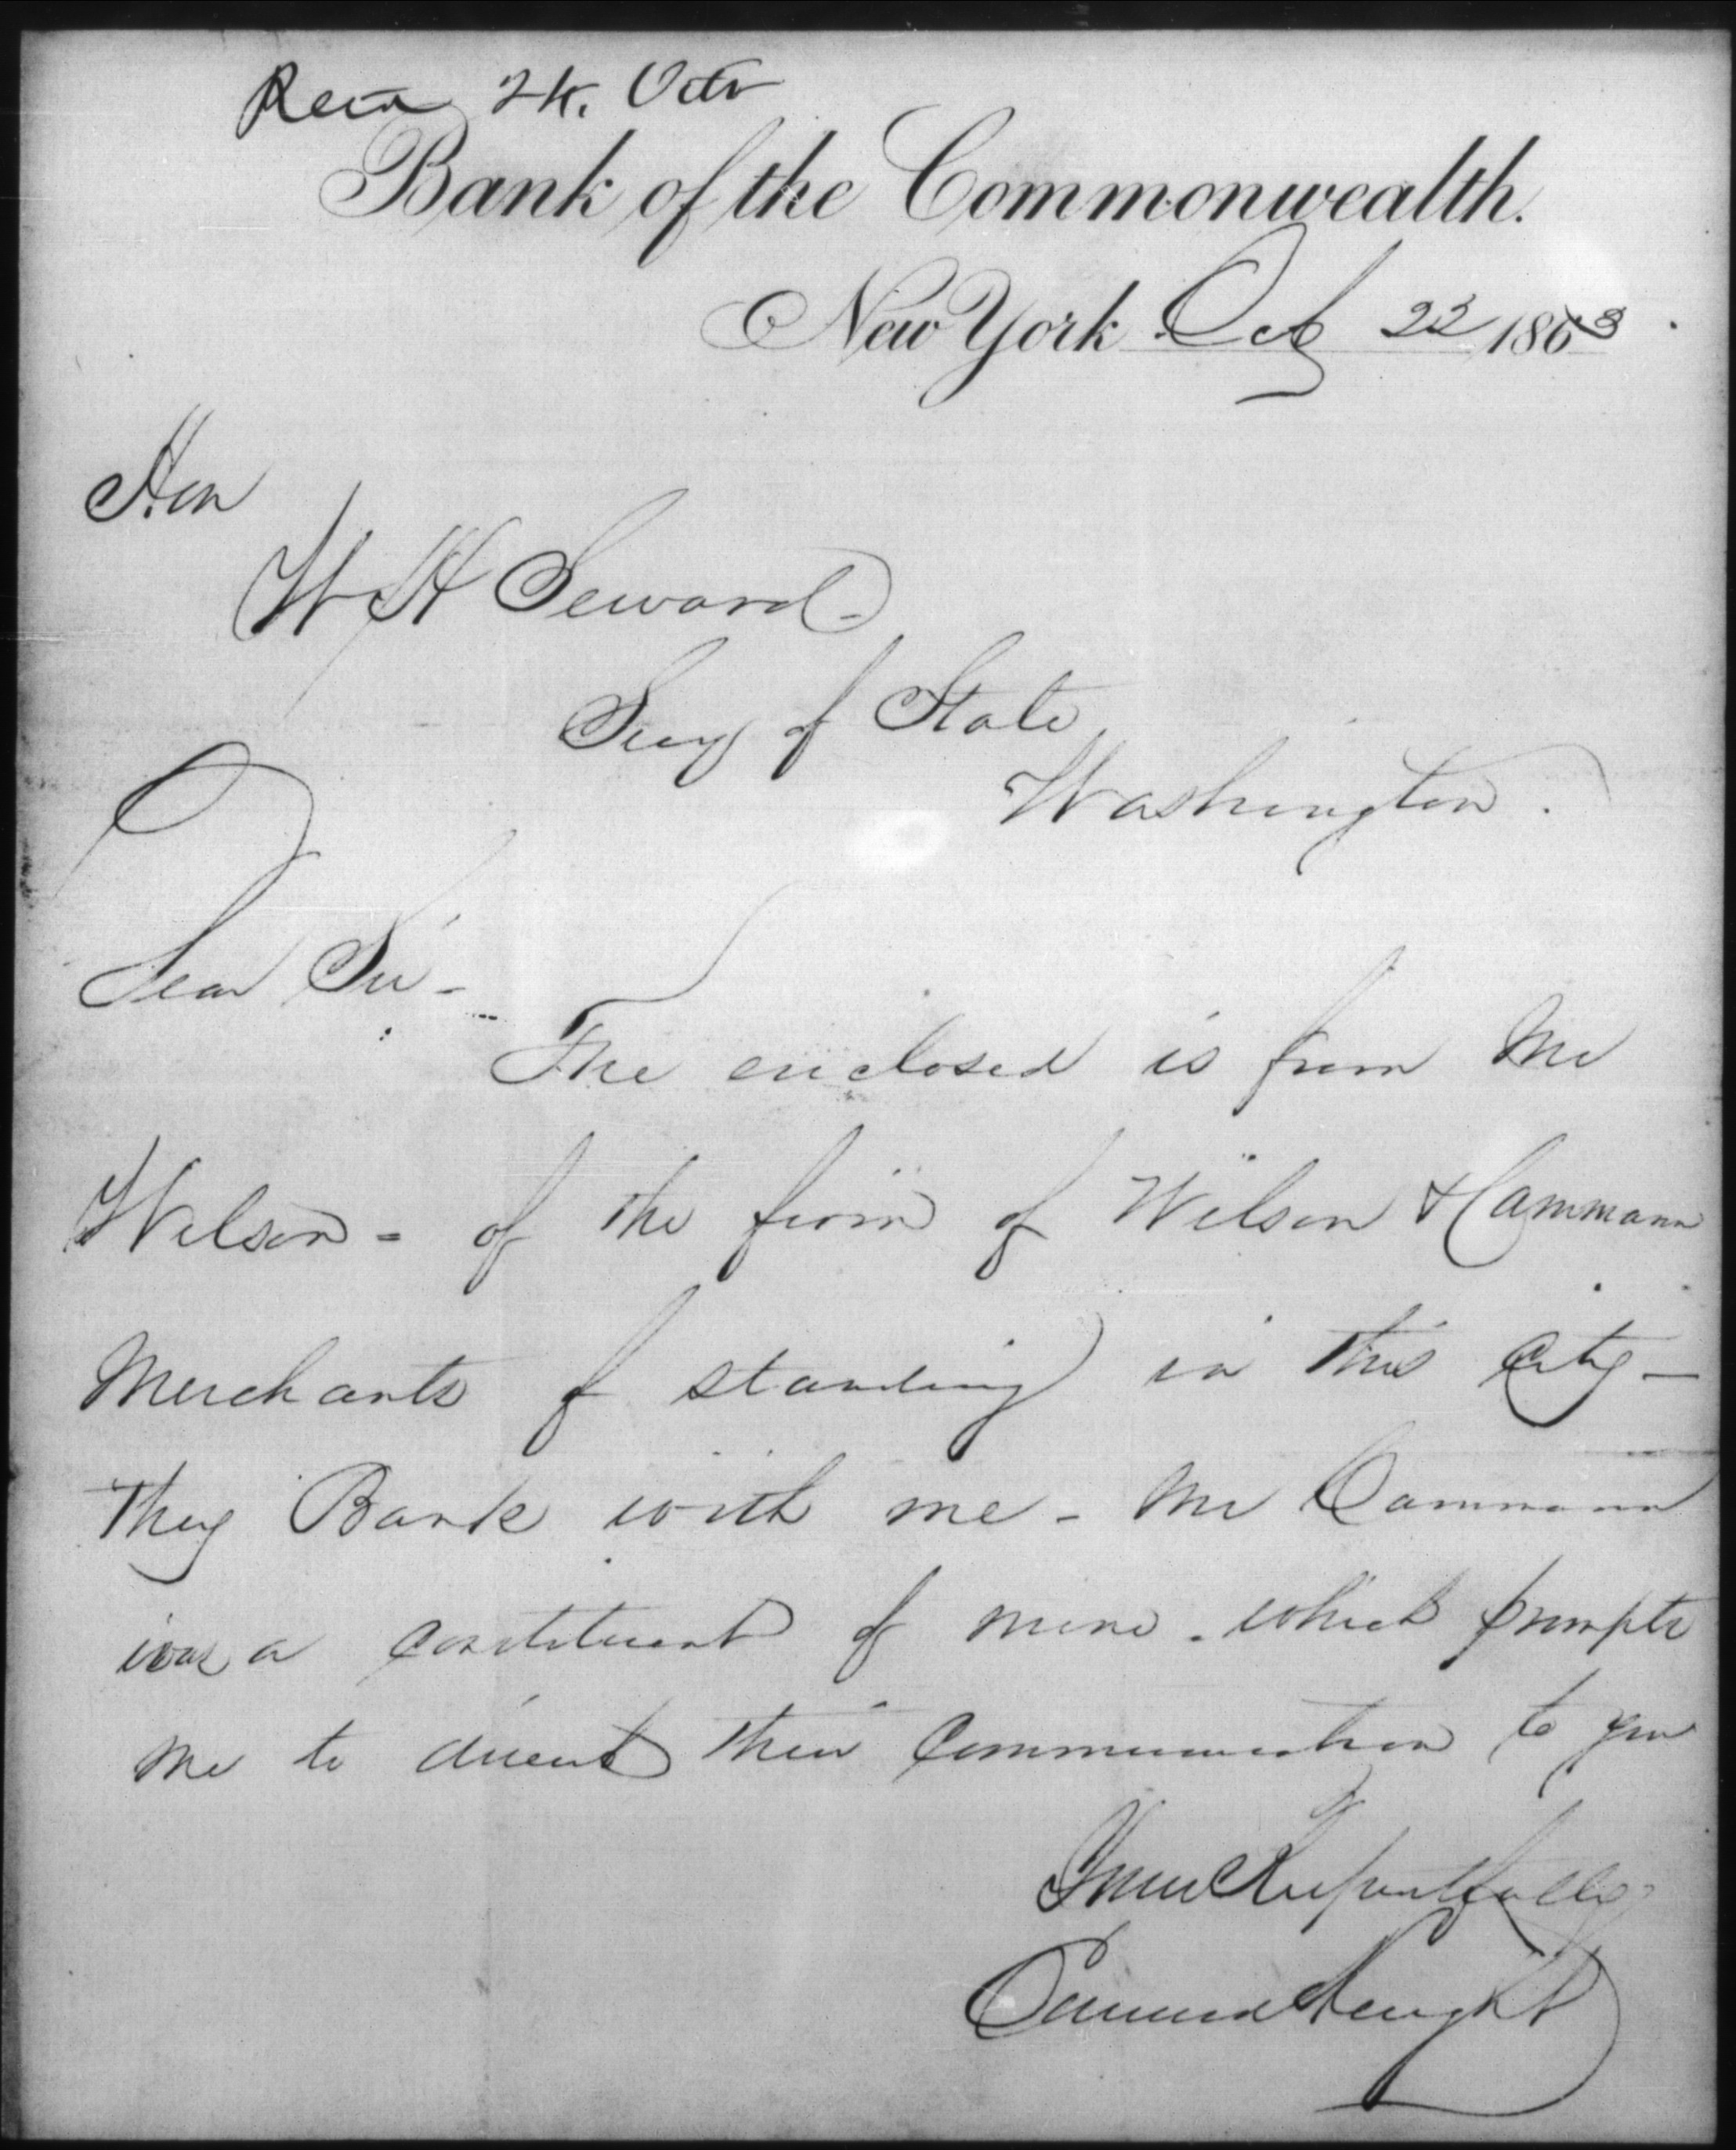 Recd 24. Octr
Bank of the Commonwealth.
New York Oct 22 1863.
Hon
W H Seward
Secy of State
Washington.
Dear Sir-
The enclosed is from Mr
Wilson - of the firm of Wilson & Cammann
Merchants of standing in this City -
They Bank with me - Mr Cammann
was a constituent of mine - which prompts
me to direct their communication to you
Yours Respectfully
Edward Haight